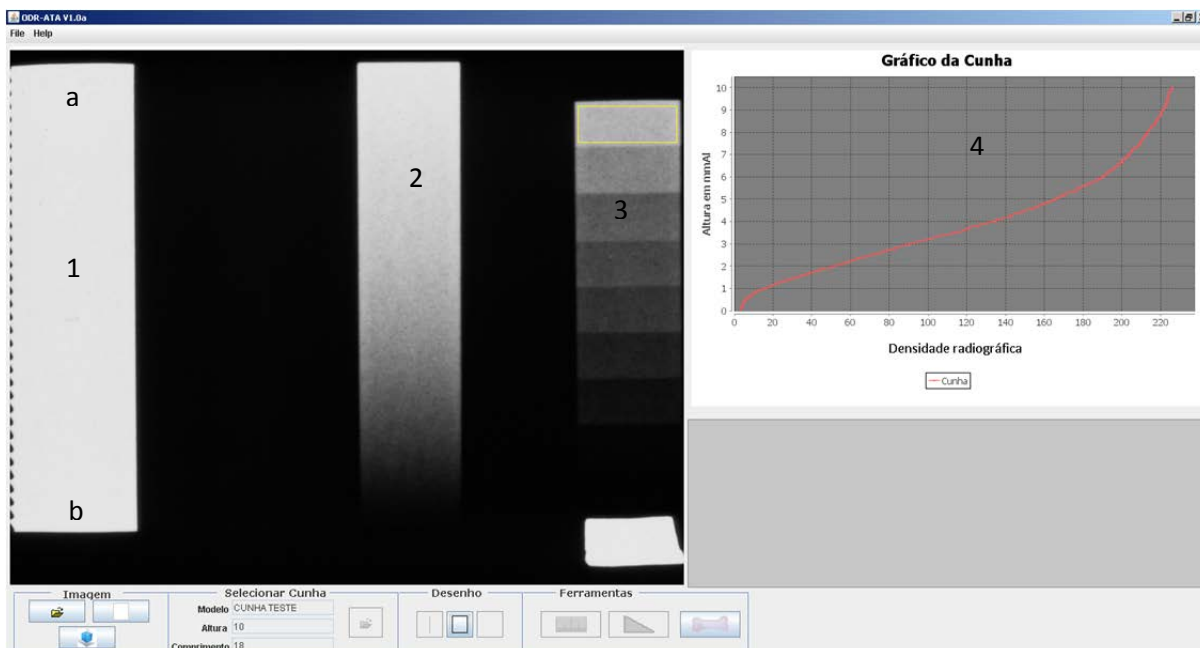 ODR-ATA V1.0a
File Help
a
1
b
2
3
Gráfico da Cunha
4
Altura em mmAl
10
9
8
7
6
5
4
3
2
1
0
0 20 40 60 80 100 120 140 160 180 200 220
Densidade radiográfica
Cunha
Imagem
Selecionar Cunha
Modelo CUNHA TESTE
Altura 10
Comprimento 18
Desenho
Ferramentas